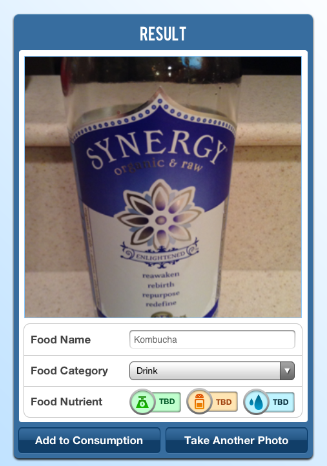 RESULT
SYNERGY
organic & raw
ENLIGHTENED
reawaken
rebirth
repurpose
redefine
Food Name Kombucha
Food Category Drink
Food Nutrient TBD TBD TBD
Add to Consumption Take Another Photo